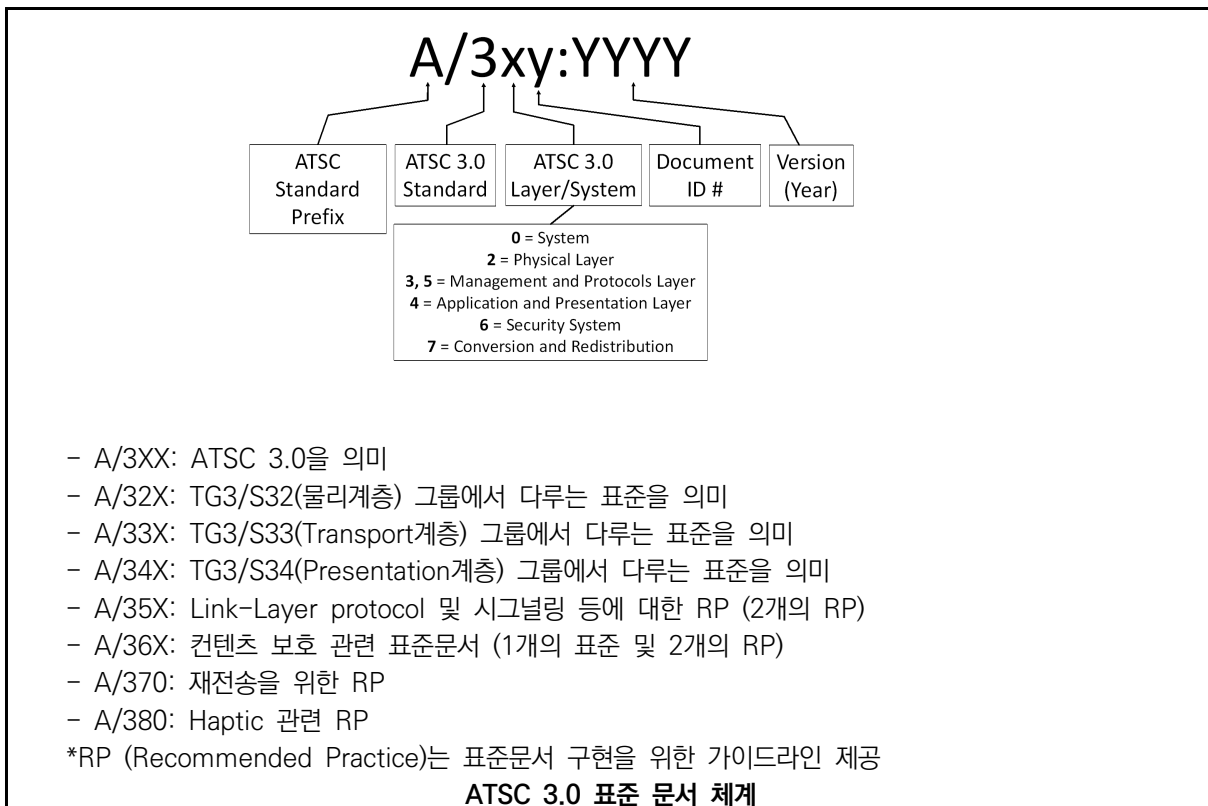 A/3xy:YYYY
ATSC
Standard
Prefix
ATSC 3.0
Standard
ATSC 3.0
Layer/System
Document
ID #
Version
(Year)
0 = System
2 = Physical Layer
3, 5 = Management and Protocols Layer
4 = Application and Presentation Layer
6 = Security System
7 = Conversion and Redistribution
- A/3XX: ATSC 3.0을 의미
- A/32X: TG3/S32(물리계층) 그룹에서 다루는 표준을 의미
- A/33X: TG3/S33(Transport계층) 그룹에서 다루는 표준을 의미
- A/34X: TG3/S34(Presentation계층) 그룹에서 다루는 표준을 의미
- A/35X: Link-Layer protocol 및 시그널링 등에 대한 RP (2개의 RP)
- A/36X: 컨텐츠 보호 관련 표준문서 (1개의 표준 및 2개의 RP)
- A/370: 재전송을 위한 RP
- A/380: Haptic 관련 RP
*RP (Recommended Practice)는 표준문서 구현을 위한 가이드라인 제공
ATSC 3.0 표준 문서 체계